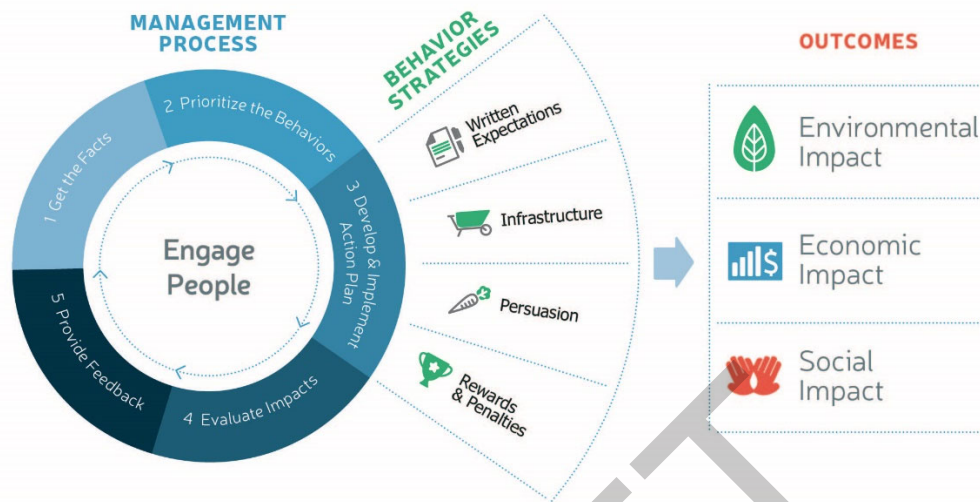 MANAGEMENT
PROCESS
1 Get the Facts
2 Prioritize the Behaviors
3 Develop & Implement
Action Plan
4 Evaluate Impacts
5 Provide Feedback
Engage
People
BEHAVIOR
STRATEGIES
Written
Expectations
Infrastructure
Persuasion
Rewards
& Penalties
OUTCOMES
Environmental
Impact
$
Economic
Impact
Social
Impact